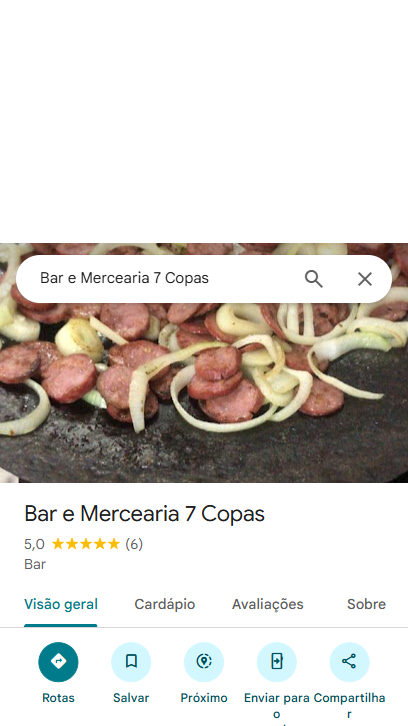 Bar e Mercearia 7 Copas
Bar e Mercearia 7 Copas
5,0 ★★★★★ (6)
Bar
Visão geral Cardápio Avaliações Sobre
Rotas Salvar Próximo Enviar para o Compartilhar